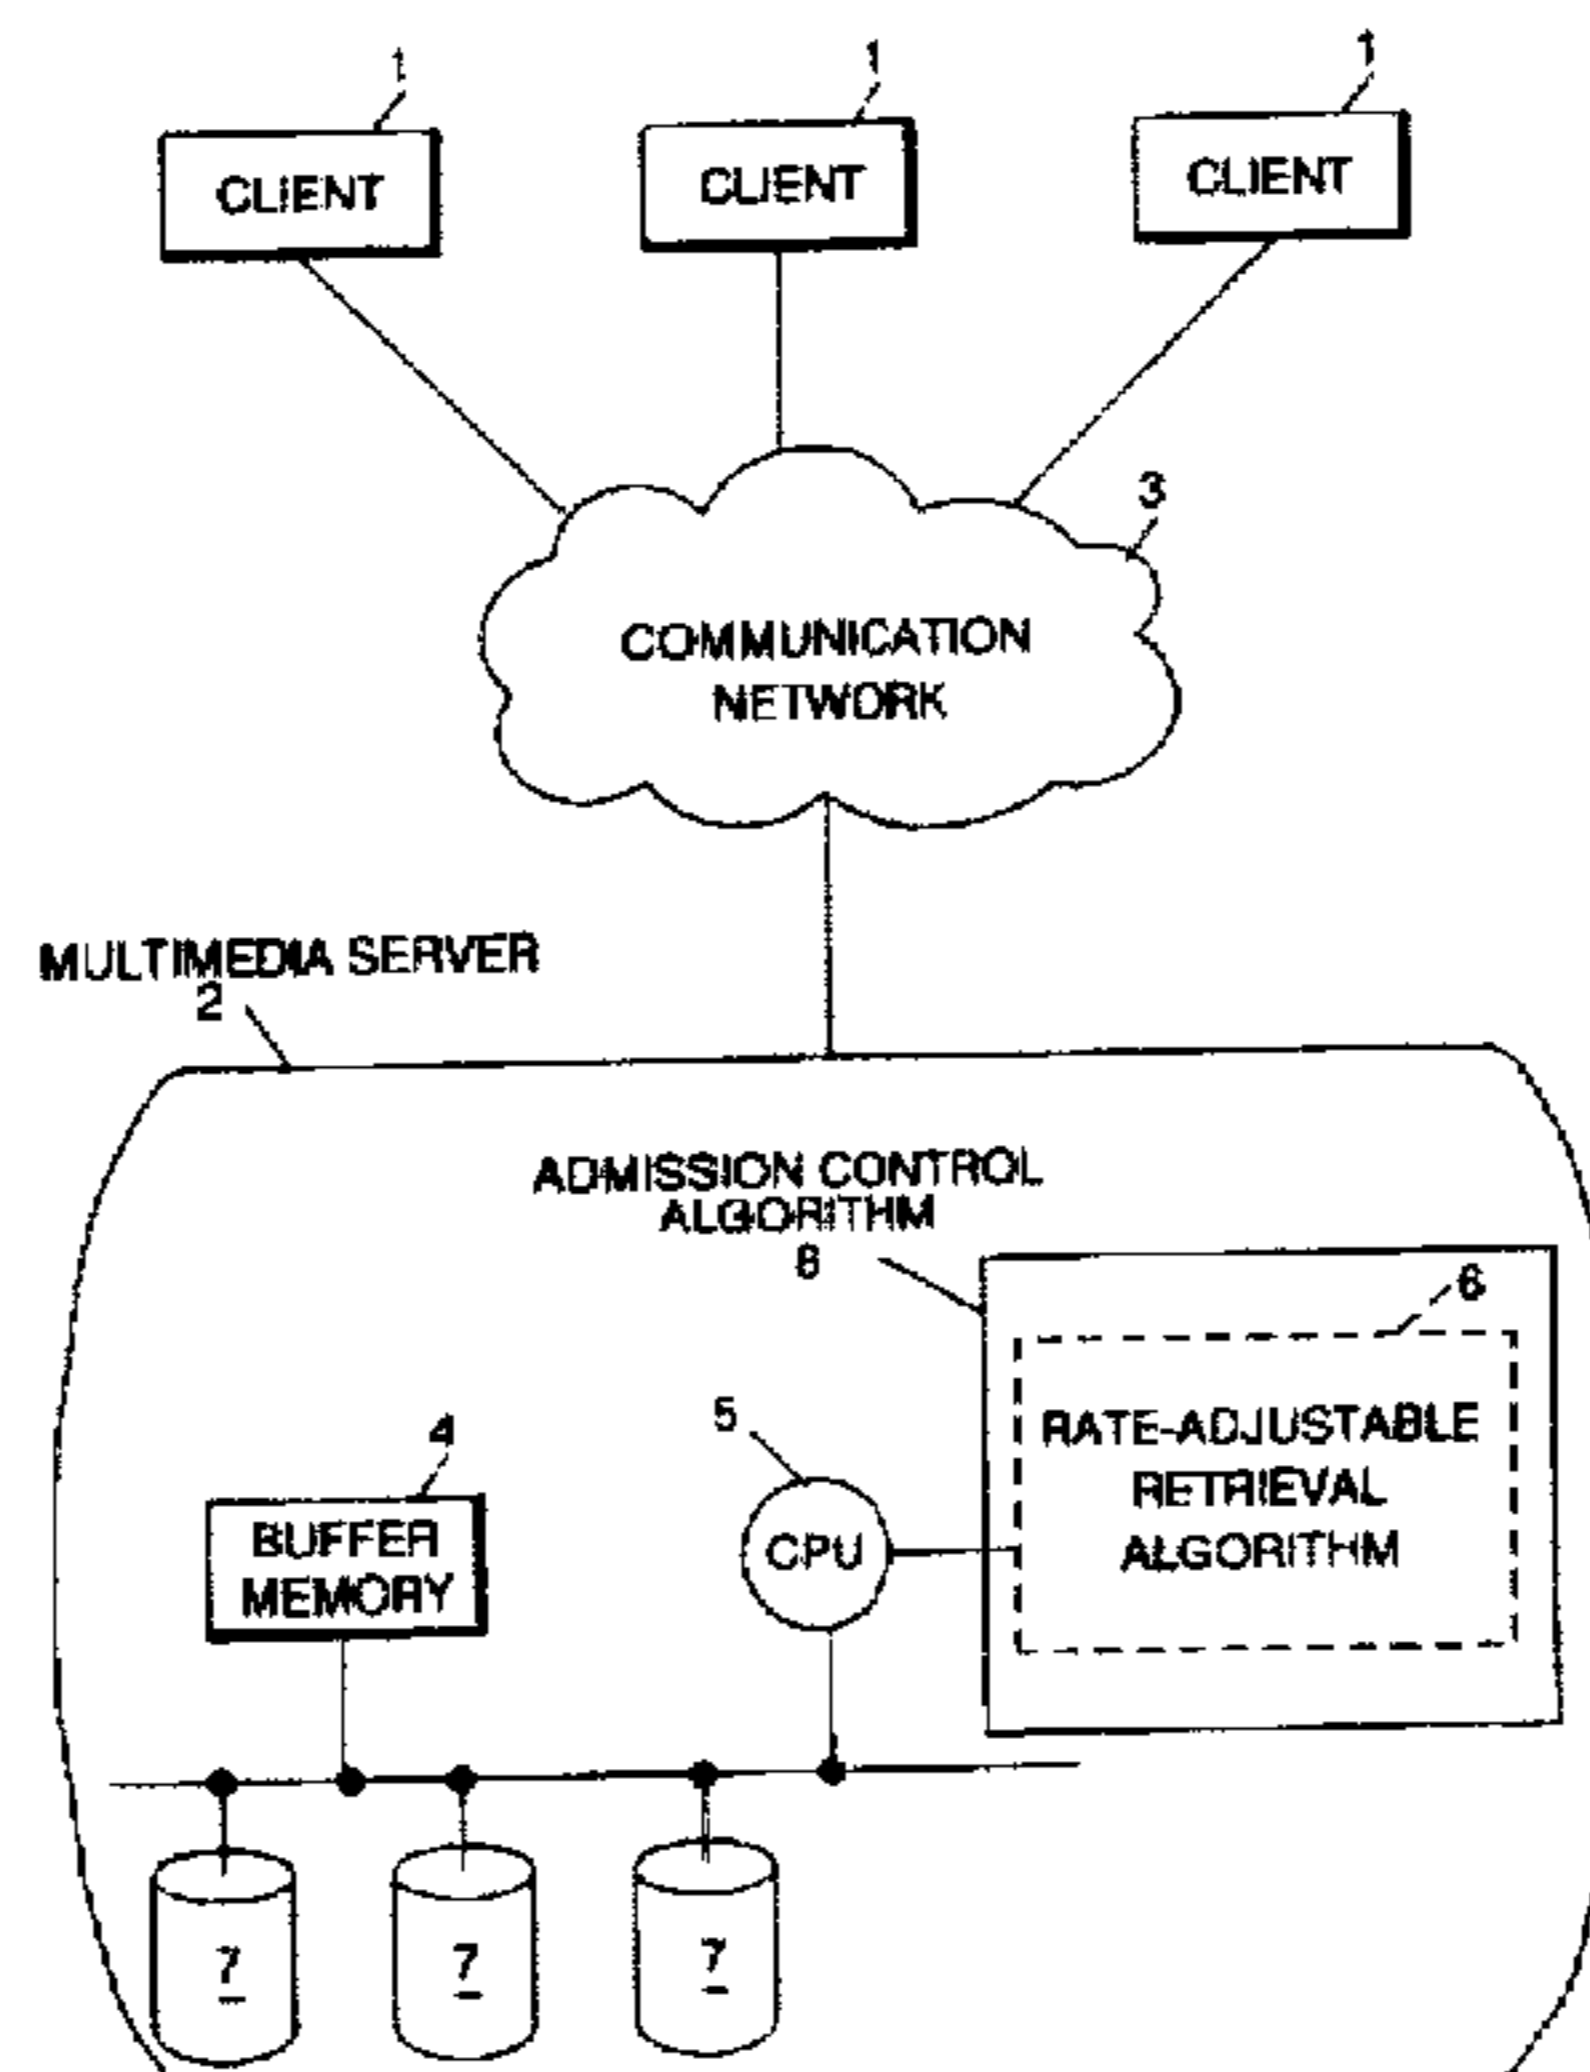 1 1 1
CLIENT CLIENT CLIENT
3
COMMUNICATION
NETWORK
MULTIMEDIA SERVER
2
ADMISSION CONTROL
ALGORITHM
8
6
RATE-ADJUSTABLE
RETRIEVAL
ALGORITHM
5
CPU
4
BUFFER
MEMORY
7 7 7